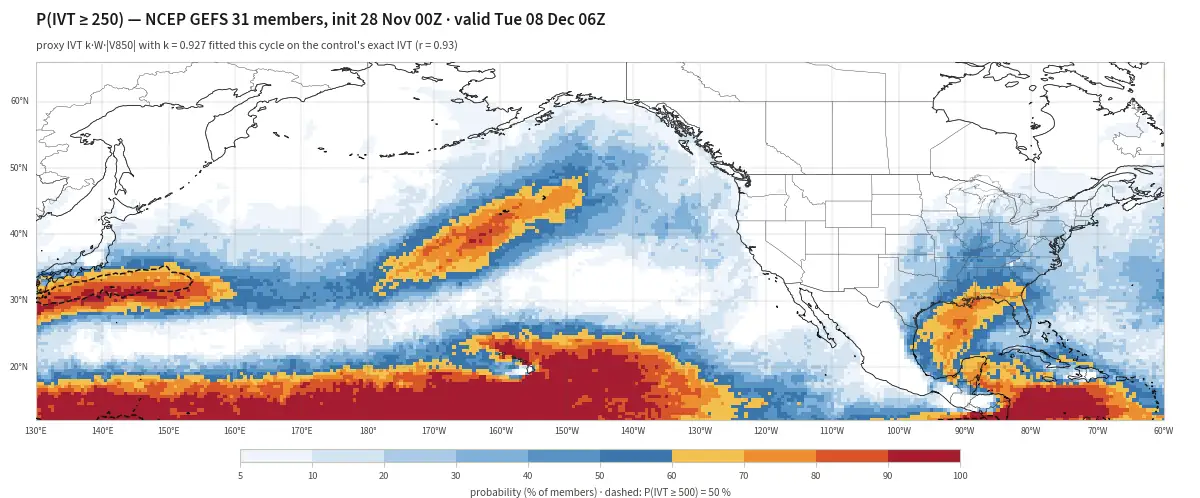 P(IVT ≥ 250) — NCEP GEFS 31 members, init 28 Nov 00Z · valid Tue 08 Dec 06Z
proxy IVT k·W·|V850| with k = 0.927 fitted this cycle on the control's exact IVT (r = 0.93)
60°N
50°N
40°N
30°N
20°N
130°E 140°E 150°E 160°E 170°E 180° 170°W 160°W 150°W 140°W 130°W 120°W 110°W 100°W 90°W 80°W 70°W 60°W
5 10 20 30 40 50 60 70 80 90 100
probability (% of members) · dashed: P(IVT ≥ 500) = 50 %